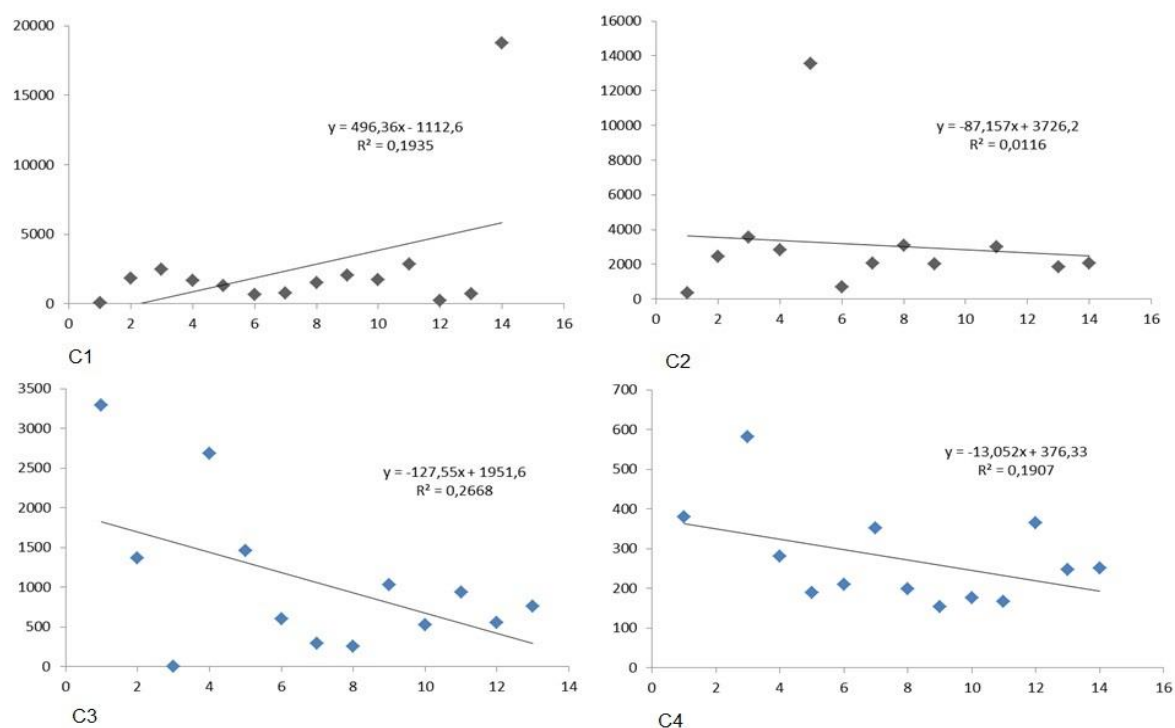 20000
15000
10000
5000
0
0 2 4 6 8 10 12 14 16
y = 496,36x - 1112,6
R² = 0,1935
C1
16000
14000
12000
10000
8000
6000
4000
2000
0
0 2 4 6 8 10 12 14 16
y = -87,157x + 3726,2
R² = 0,0116
C2
3500
3000
2500
2000
1500
1000
500
0
0 2 4 6 8 10 12 14
y = -127,55x + 1951,6
R² = 0,2668
C3
700
600
500
400
300
200
100
0
0 2 4 6 8 10 12 14 16
y = -13,052x + 376,33
R² = 0,1907
C4